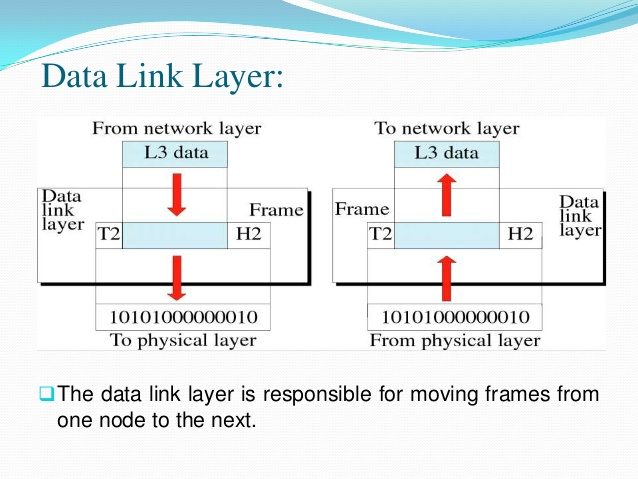 Data Link Layer:
From network layer
L3 data
Data
link
layer
Frame
T2
H2
10101000000010
To physical layer
To network layer
L3 data
Frame
Data
link
layer
T2
H2
10101000000010
From physical layer
The data link layer is responsible for moving frames from
one node to the next.